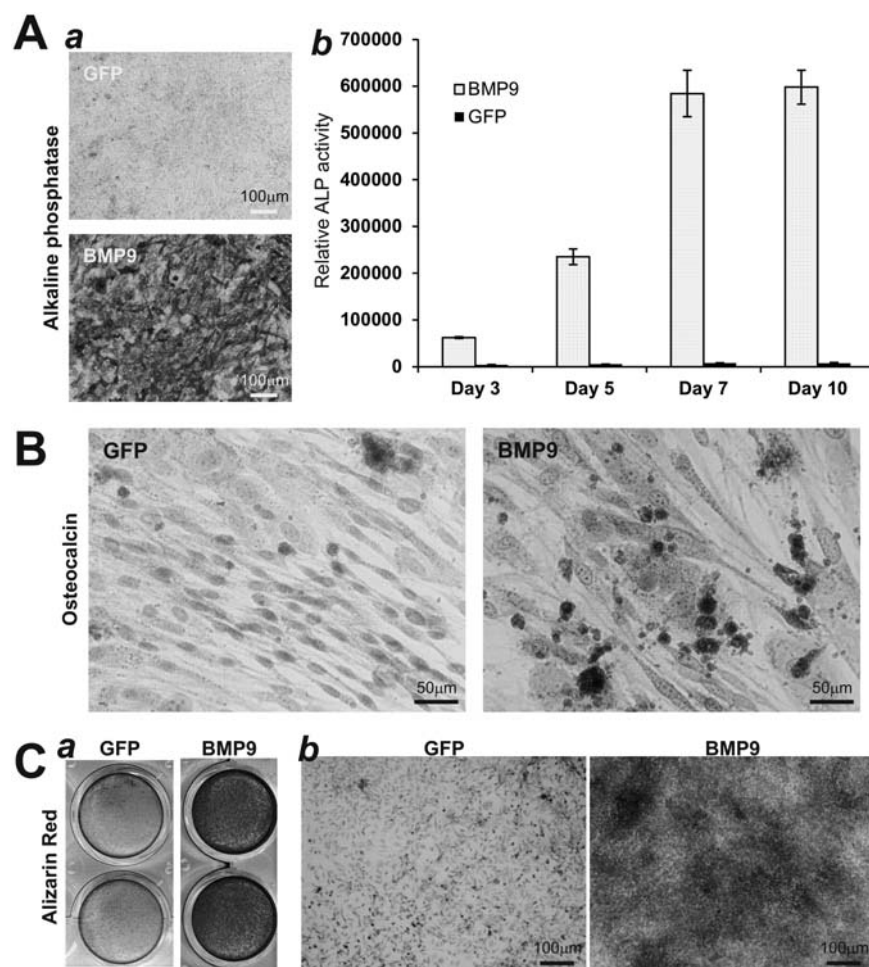 A
a
GFP
100μm
BMP9
100μm
Alkaline phosphatase
b
700000
600000
500000
400000
300000
200000
100000
0
Relative ALP activity
BMP9
GFP
Day 3 Day 5 Day 7 Day 10
B
GFP
50μm
BMP9
50μm
Osteocalcin
C
a
GFP BMP9
Alizarin Red
b
GFP BMP9
100μm 100μm